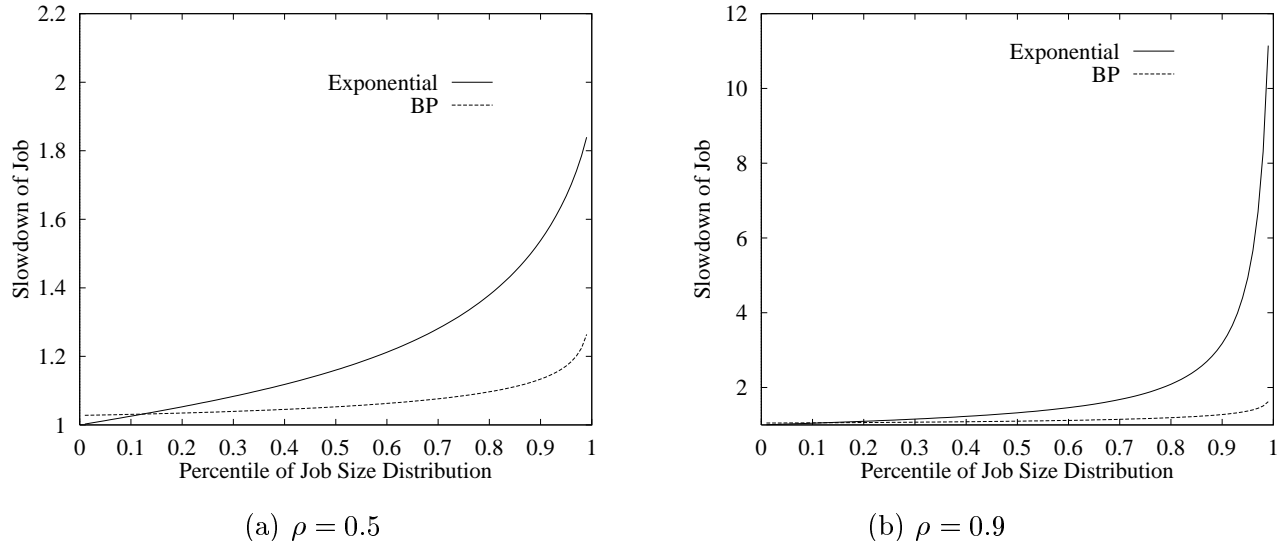 2.2
2
1.8
1.6
1.4
1.2
1
Slowdown of Job
Exponential
BP
0 0.1 0.2 0.3 0.4 0.5 0.6 0.7 0.8 0.9 1
Percentile of Job Size Distribution
(a) ρ = 0.5
12
10
8
6
4
2
Slowdown of Job
Exponential
BP
0 0.1 0.2 0.3 0.4 0.5 0.6 0.7 0.8 0.9 1
Percentile of Job Size Distribution
(b) ρ = 0.9